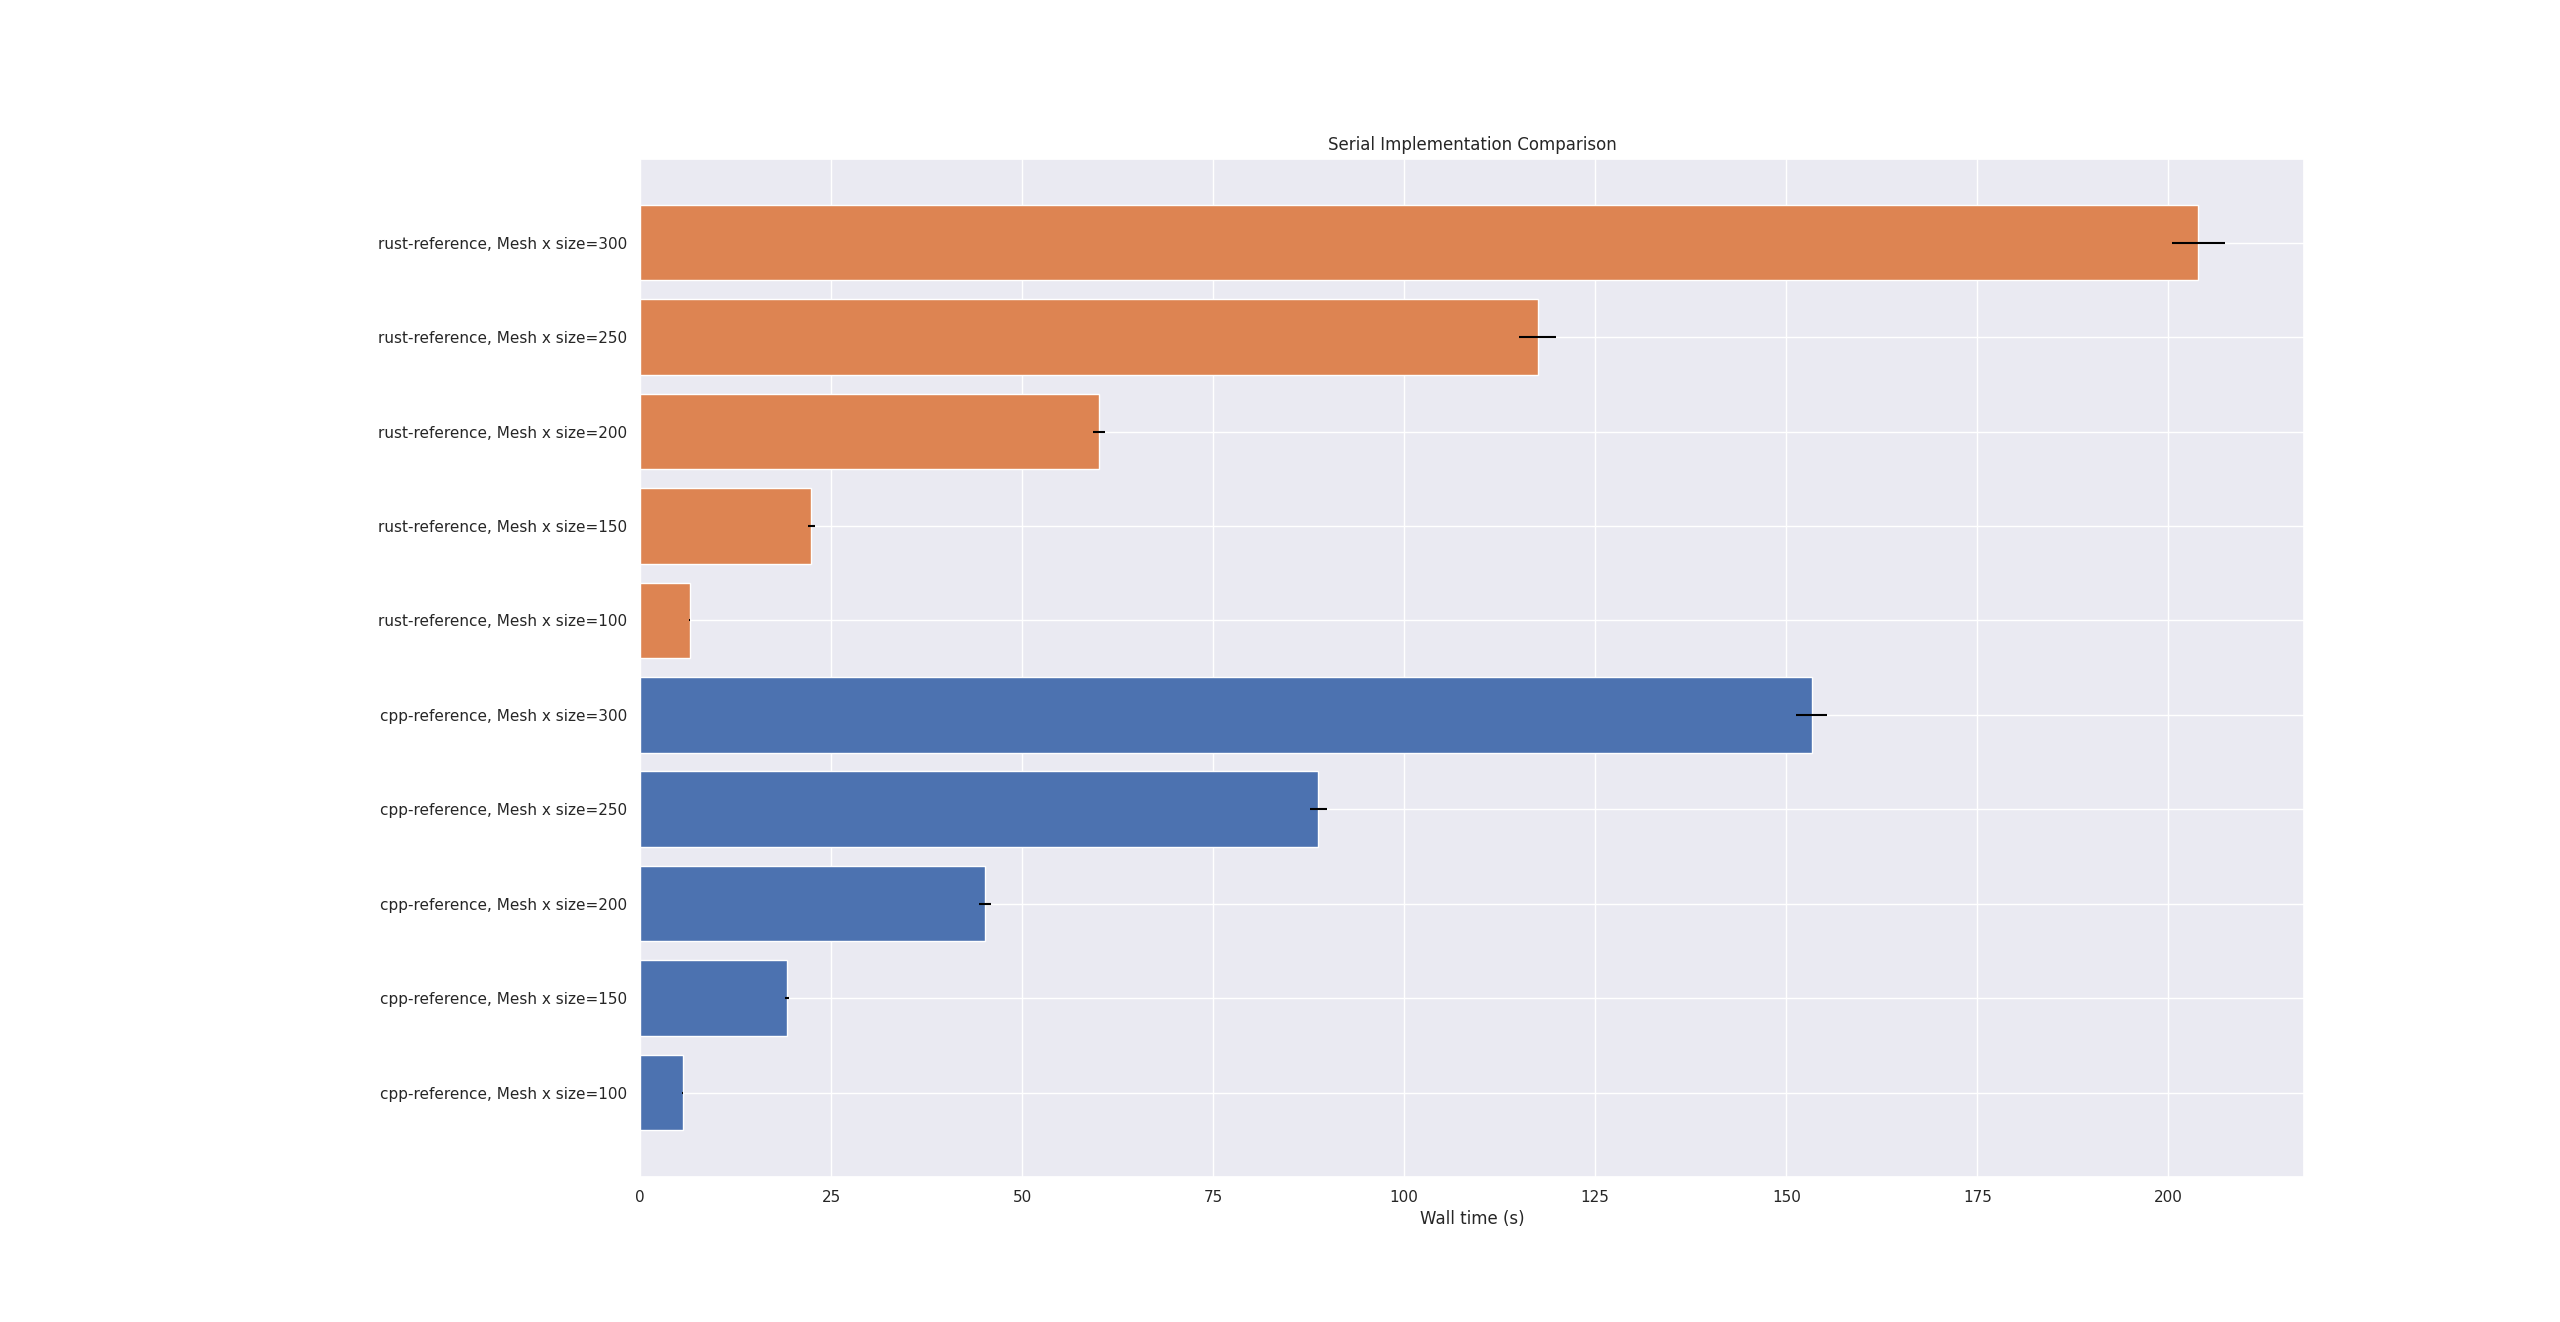 Serial Implementation Comparison
rust-reference, Mesh x size=300
rust-reference, Mesh x size=250
rust-reference, Mesh x size=200
rust-reference, Mesh x size=150
rust-reference, Mesh x size=100
cpp-reference, Mesh x size=300
cpp-reference, Mesh x size=250
cpp-reference, Mesh x size=200
cpp-reference, Mesh x size=150
cpp-reference, Mesh x size=100
0 25 50 75 100 125 150 175 200
Wall time (s)